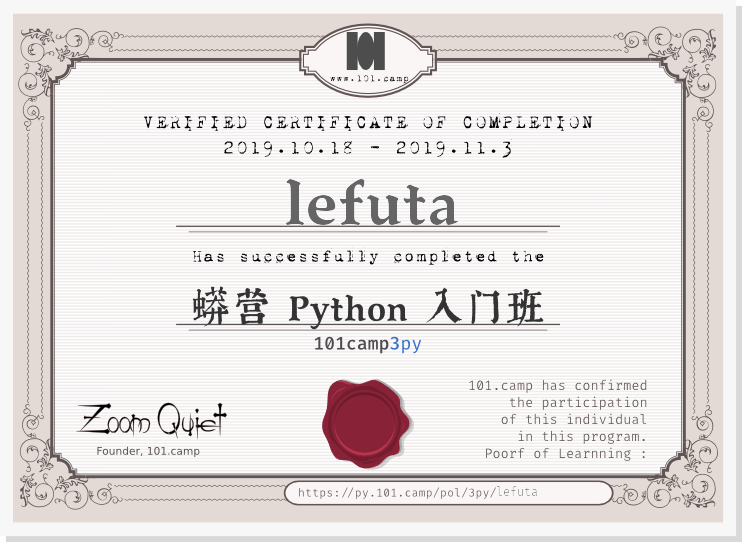 101
www.101.camp
VERIFIED CERTIFICATE OF COMPLETION
2019.10.18 - 2019.11.3
lefuta
Has successfully completed the
蟒营 Python 入门班
101camp3py
Zoom Quiet
Founder, 101.camp
101.camp has confirmed
the participation
of this individual
in this program.
Poorf of Learnning :
https://py.101.camp/pol/3py/lefuta